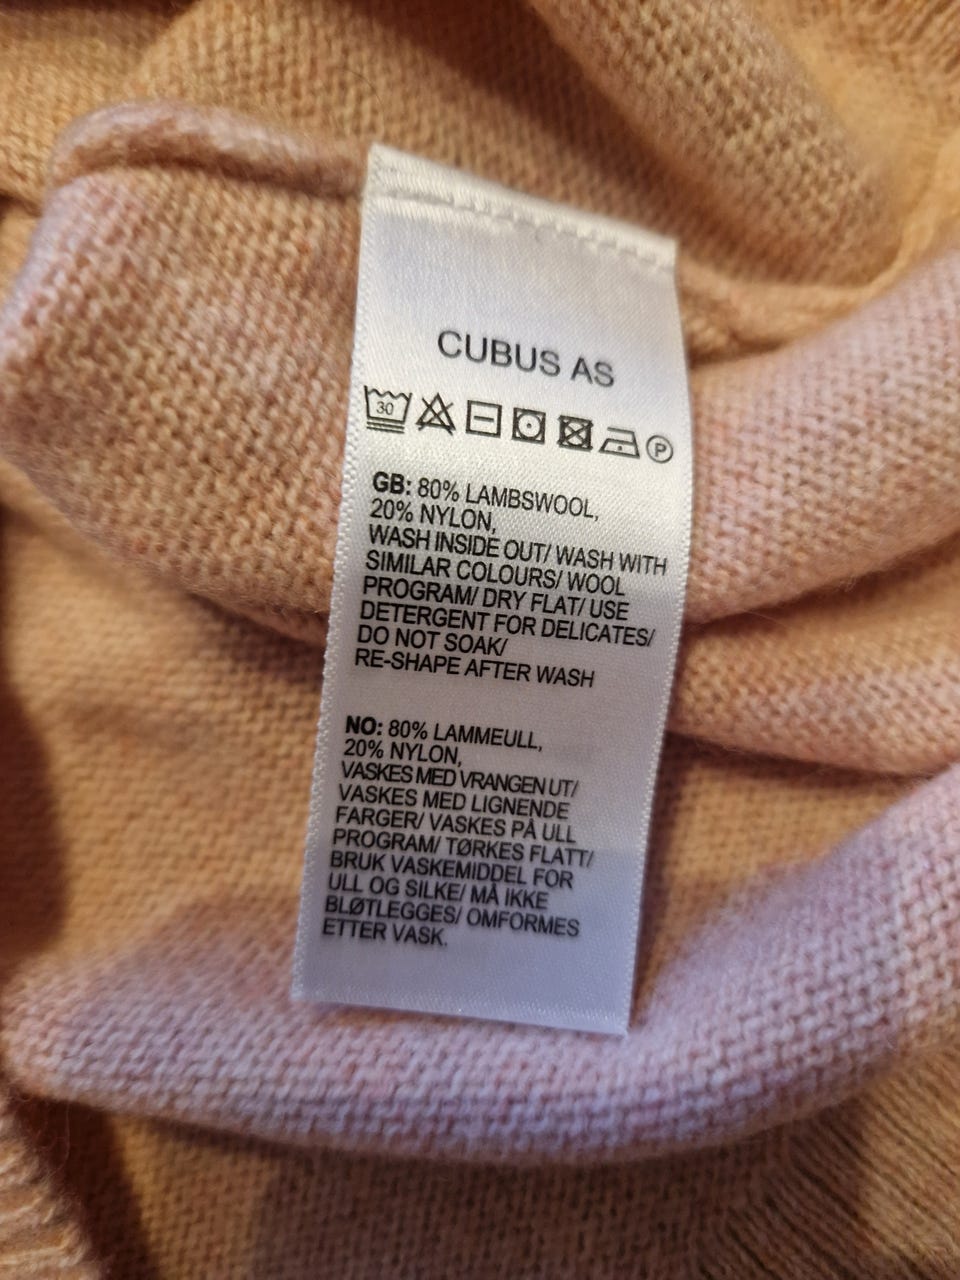 CUBUS AS
30 P
GB: 80% LAMBSWOOL,
20% NYLON,
WASH INSIDE OUT/ WASH WITH
SIMILAR COLOURS/ WOOL
PROGRAM/ DRY FLAT/ USE
DETERGENT FOR DELICATES/
DO NOT SOAK/
RE-SHAPE AFTER WASH
NO: 80% LAMMEULL,
20% NYLON,
VASKES MED VRANGEN UT/
VASKES MED LIGNENDE
FARGER/ VASKES PÅ ULL
PROGRAM/ TØRKES FLATT/
BRUK VASKEMIDDEL FOR
ULL OG SILKE/ MÅ IKKE
BLØTLEGGES/ OMFORMES
ETTER VASK.